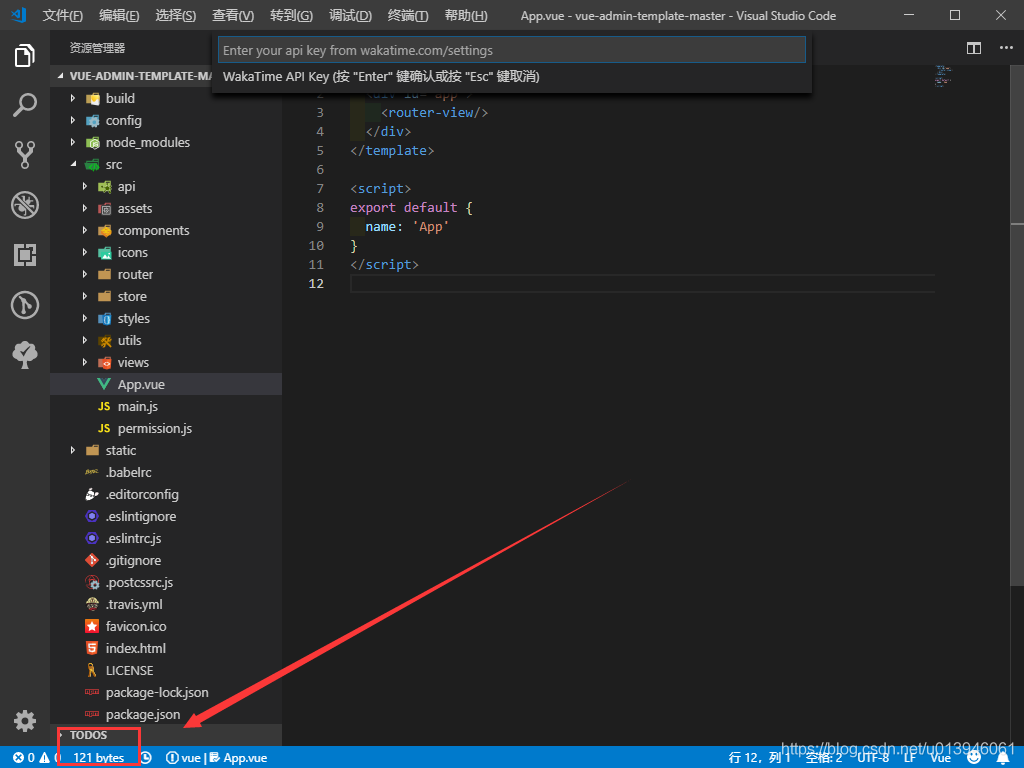 文件(F) 编辑(E) 选择(S) 查看(V) 转到(G) 调试(D) 终端(T) 帮助(H) App.vue - vue-admin-template-master - Visual Studio Code
资源管理器
Enter your api key from wakatime.com/settings
WakaTime API Key (按 "Enter" 键确认或按 "Esc" 键取消)
VUE-ADMIN-TEMPLATE-MA
build
config
node_modules
src
api
assets
components
icons
router
store
styles
utils
views
App.vue
JS main.js
JS permission.js
static
.babelrc
.editorconfig
.eslintignore
.eslintrc.js
.gitignore
.postcssrc.js
.travis.yml
favicon.ico
index.html
LICENSE
package-lock.json
package.json
TODOS
2 <div id="app">
3 <router-view/>
4 </div>
5 </template>
6
7 <script>
8 export default {
9 name: 'App'
10 }
11 </script>
12
0 0 121 bytes vue | App.vue 行 12，列 1 空格: 2 UTF-8 LF Vue
https://blog.csdn.net/u013946061